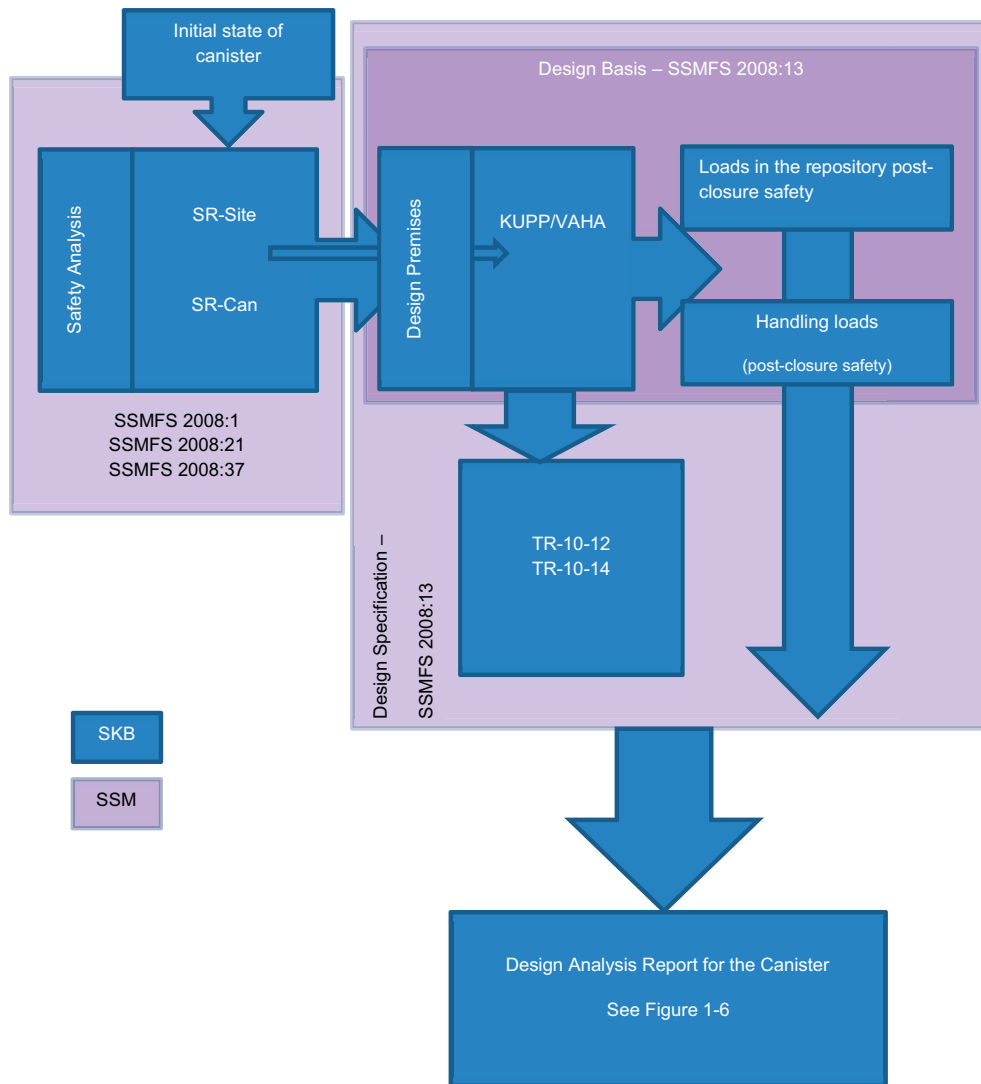 Initial state of
canister
Design Basis – SSMFS 2008:13
Safety Analysis
SR-Site
SR-Can
Design Premises
KUPP/VAHA
Loads in the repository post-
closure safety
Handling loads
(post-closure safety)
SSMFS 2008:1
SSMFS 2008:21
SSMFS 2008:37
TR-10-12
TR-10-14
Design Specification –
SSMFS 2008:13
SKB
SSM
Design Analysis Report for the Canister
See Figure 1-6